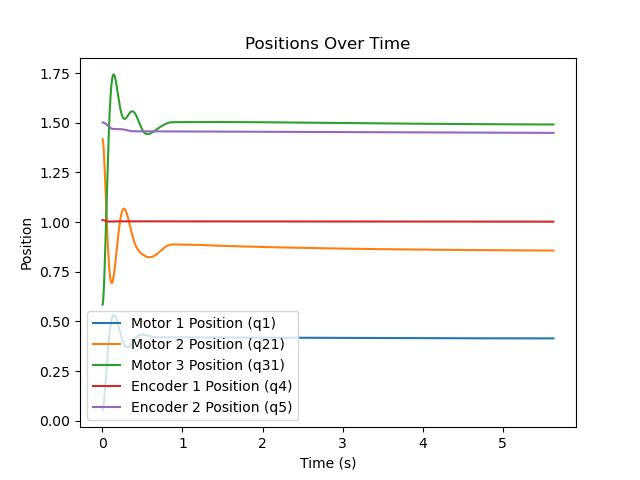 Positions Over Time
1.75
1.50
1.25
1.00
0.75
0.50
0.25
0.00
Position
Motor 1 Position (q1)
Motor 2 Position (q21)
Motor 3 Position (q31)
Encoder 1 Position (q4)
Encoder 2 Position (q5)
0 1 2 3 4 5
Time (s)